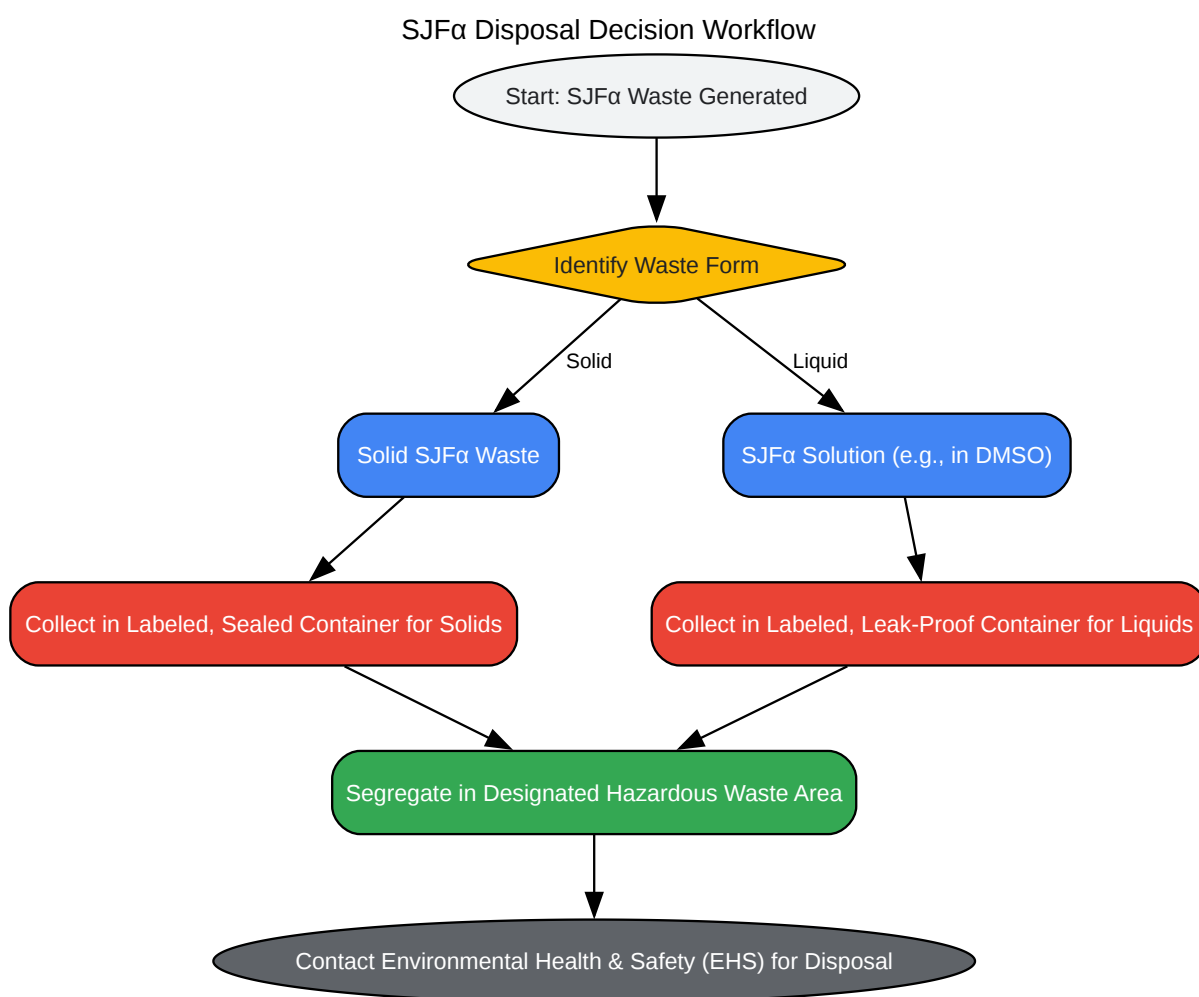 SJFα Disposal Decision Workflow
Start: SJFα Waste Generated
Identify Waste Form
Solid
Liquid
Solid SJFα Waste
SJFα Solution (e.g., in DMSO)
Collect in Labeled, Sealed Container for Solids
Collect in Labeled, Leak-Proof Container for Liquids
Segregate in Designated Hazardous Waste Area
Contact Environmental Health & Safety (EHS) for Disposal